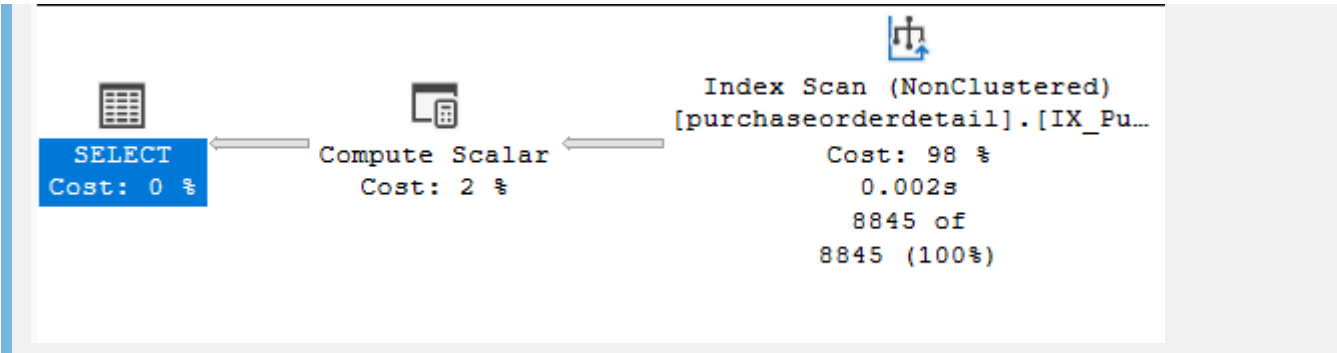 Index Scan (NonClustered)
[purchaseorderdetail].[IX_Pu…
SELECT
Cost: 0 %
Compute Scalar
Cost: 2 %
Cost: 98 %
0.002s
8845 of
8845 (100%)